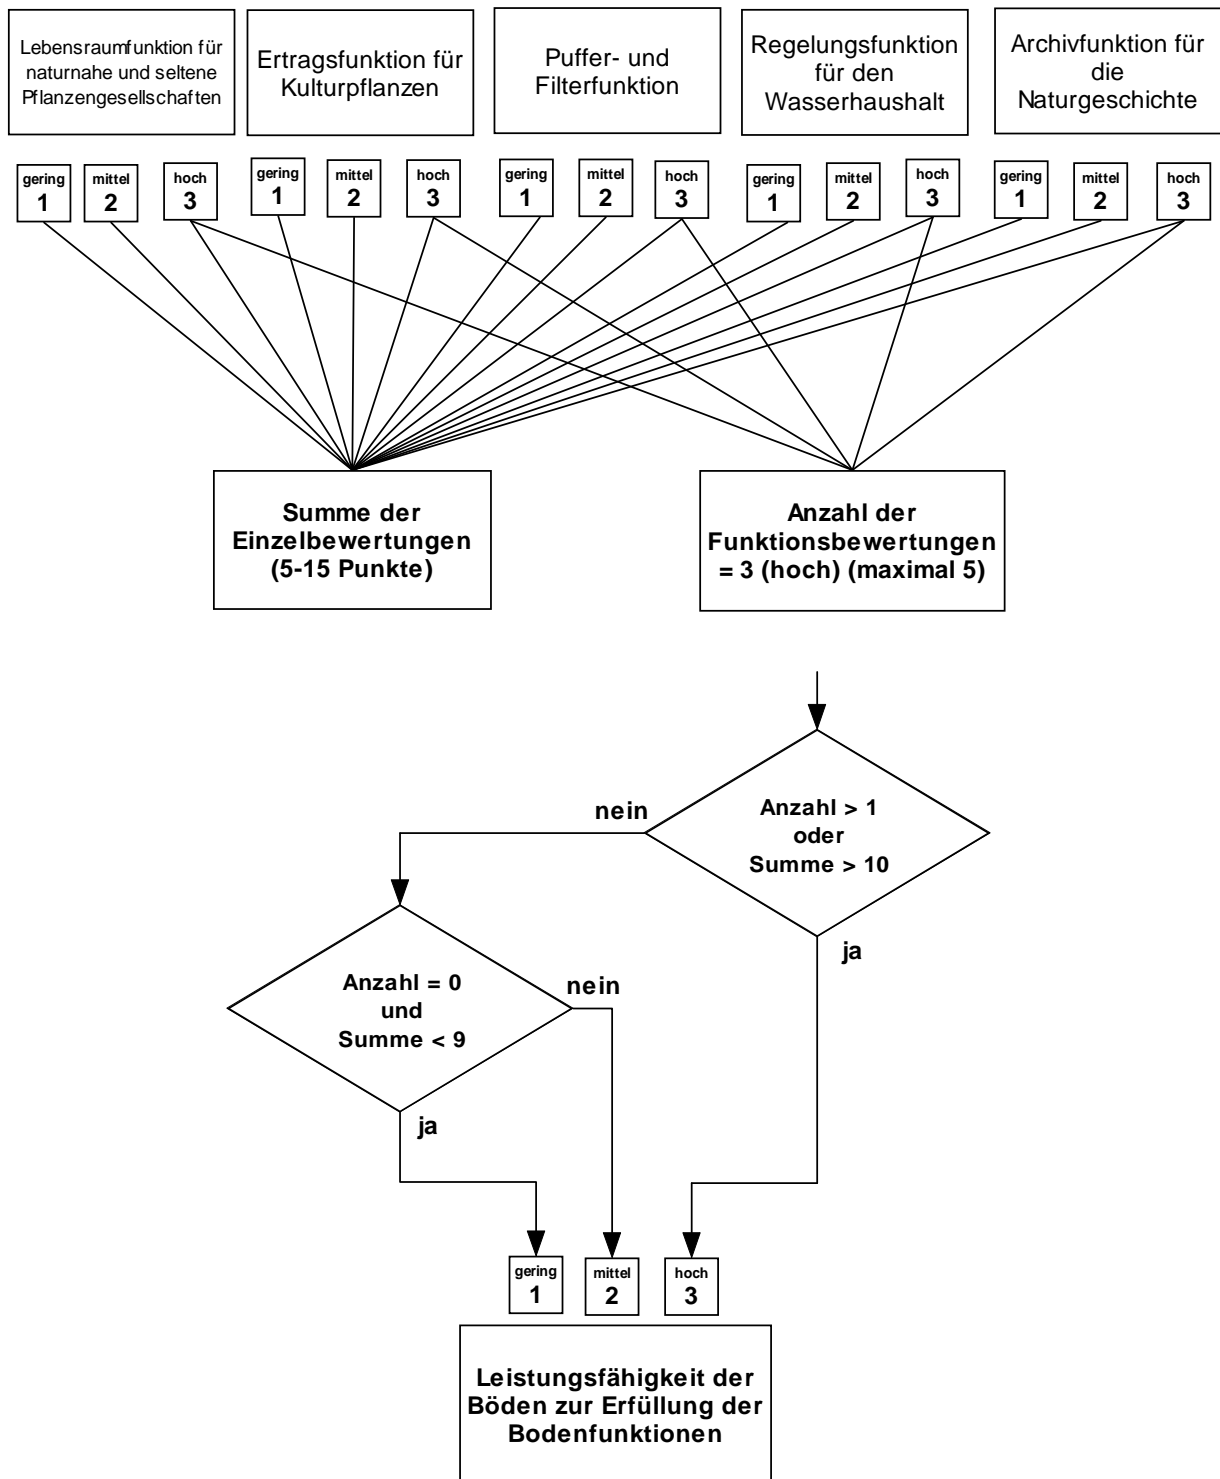 Lebensraumfunktion für
naturnahe und seltene
Pflanzengesellschaften
Ertragsfunktion für
Kulturpflanzen
Puffer- und
Filterfunktion
Regelungsfunktion
für den
Wasserhaushalt
Archivfunktion für
die
Naturgeschichte
gering
1
mittel
2
hoch
3
gering
1
mittel
2
hoch
3
gering
1
mittel
2
hoch
3
gering
1
mittel
2
hoch
3
gering
1
mittel
2
hoch
3
Summe der
Einzelbewertungen
(5-15 Punkte)
Anzahl der
Funktionsbewertungen
= 3 (hoch) (maximal 5)
Anzahl > 1
oder
Summe > 10
nein
ja
Anzahl = 0
und
Summe < 9
nein
ja
gering
1
mittel
2
hoch
3
Leistungsfähigkeit der
Böden zur Erfüllung der
Bodenfunktionen